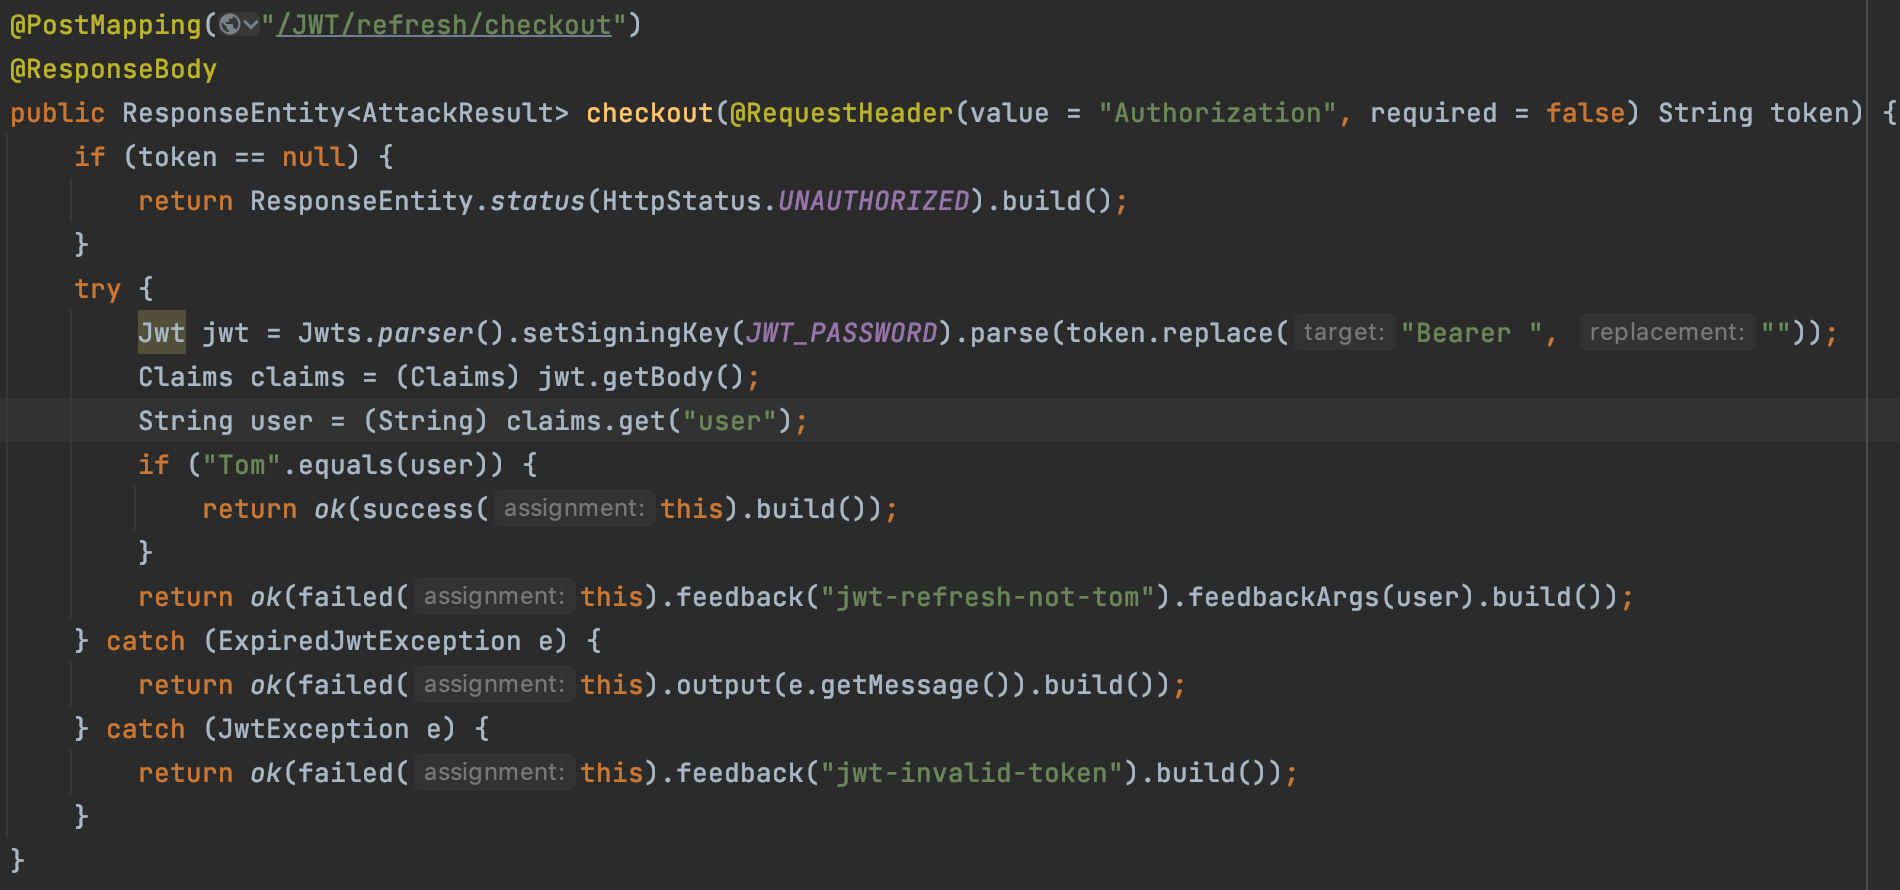 @PostMapping("/JWT/refresh/checkout")
@ResponseBody
public ResponseEntity<AttackResult> checkout(@RequestHeader(value = "Authorization", required = false) String token) {
    if (token == null) {
        return ResponseEntity.status(HttpStatus.UNAUTHORIZED).build();
    }
    try {
        Jwt jwt = Jwts.parser().setSigningKey(JWT_PASSWORD).parse(token.replace( target: "Bearer ", replacement: ""));
        Claims claims = (Claims) jwt.getBody();
        String user = (String) claims.get("user");
        if ("Tom".equals(user)) {
            return ok(success( assignment: this).build());
        }
        return ok(failed( assignment: this).feedback("jwt-refresh-not-tom").feedbackArgs(user).build());
    } catch (ExpiredJwtException e) {
        return ok(failed( assignment: this).output(e.getMessage()).build());
    } catch (JwtException e) {
        return ok(failed( assignment: this).feedback("jwt-invalid-token").build());
    }
}